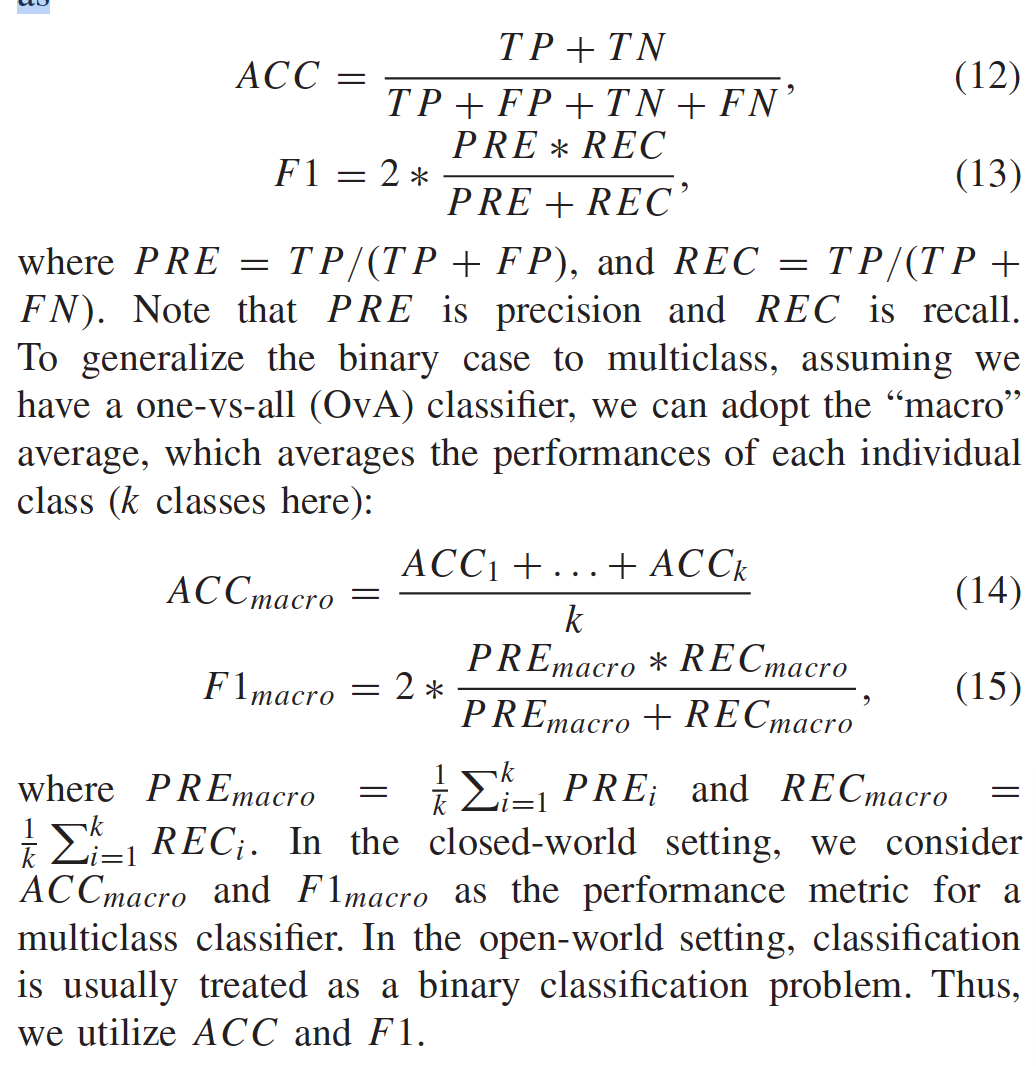 as
ACC = \frac{TP + TN}{TP + FP + TN + FN}, (12)
F1 = 2 * \frac{PRE * REC}{PRE + REC}, (13)
where PRE = TP/(TP + FP), and REC = TP/(TP +
FN). Note that PRE is precision and REC is recall.
To generalize the binary case to multiclass, assuming we
have a one-vs-all (OvA) classifier, we can adopt the “macro”
average, which averages the performances of each individual
class (k classes here):
ACC_{macro} = \frac{ACC_1 + ... + ACC_k}{k} (14)
F1_{macro} = 2 * \frac{PRE_{macro} * REC_{macro}}{PRE_{macro} + REC_{macro}}, (15)
where PRE_{macro} = \frac{1}{k} \sum_{i=1}^{k} PRE_i and REC_{macro} =
\frac{1}{k} \sum_{i=1}^{k} REC_i. In the closed-world setting, we consider
ACC_{macro} and F1_{macro} as the performance metric for a
multiclass classifier. In the open-world setting, classification
is usually treated as a binary classification problem. Thus,
we utilize ACC and F1.